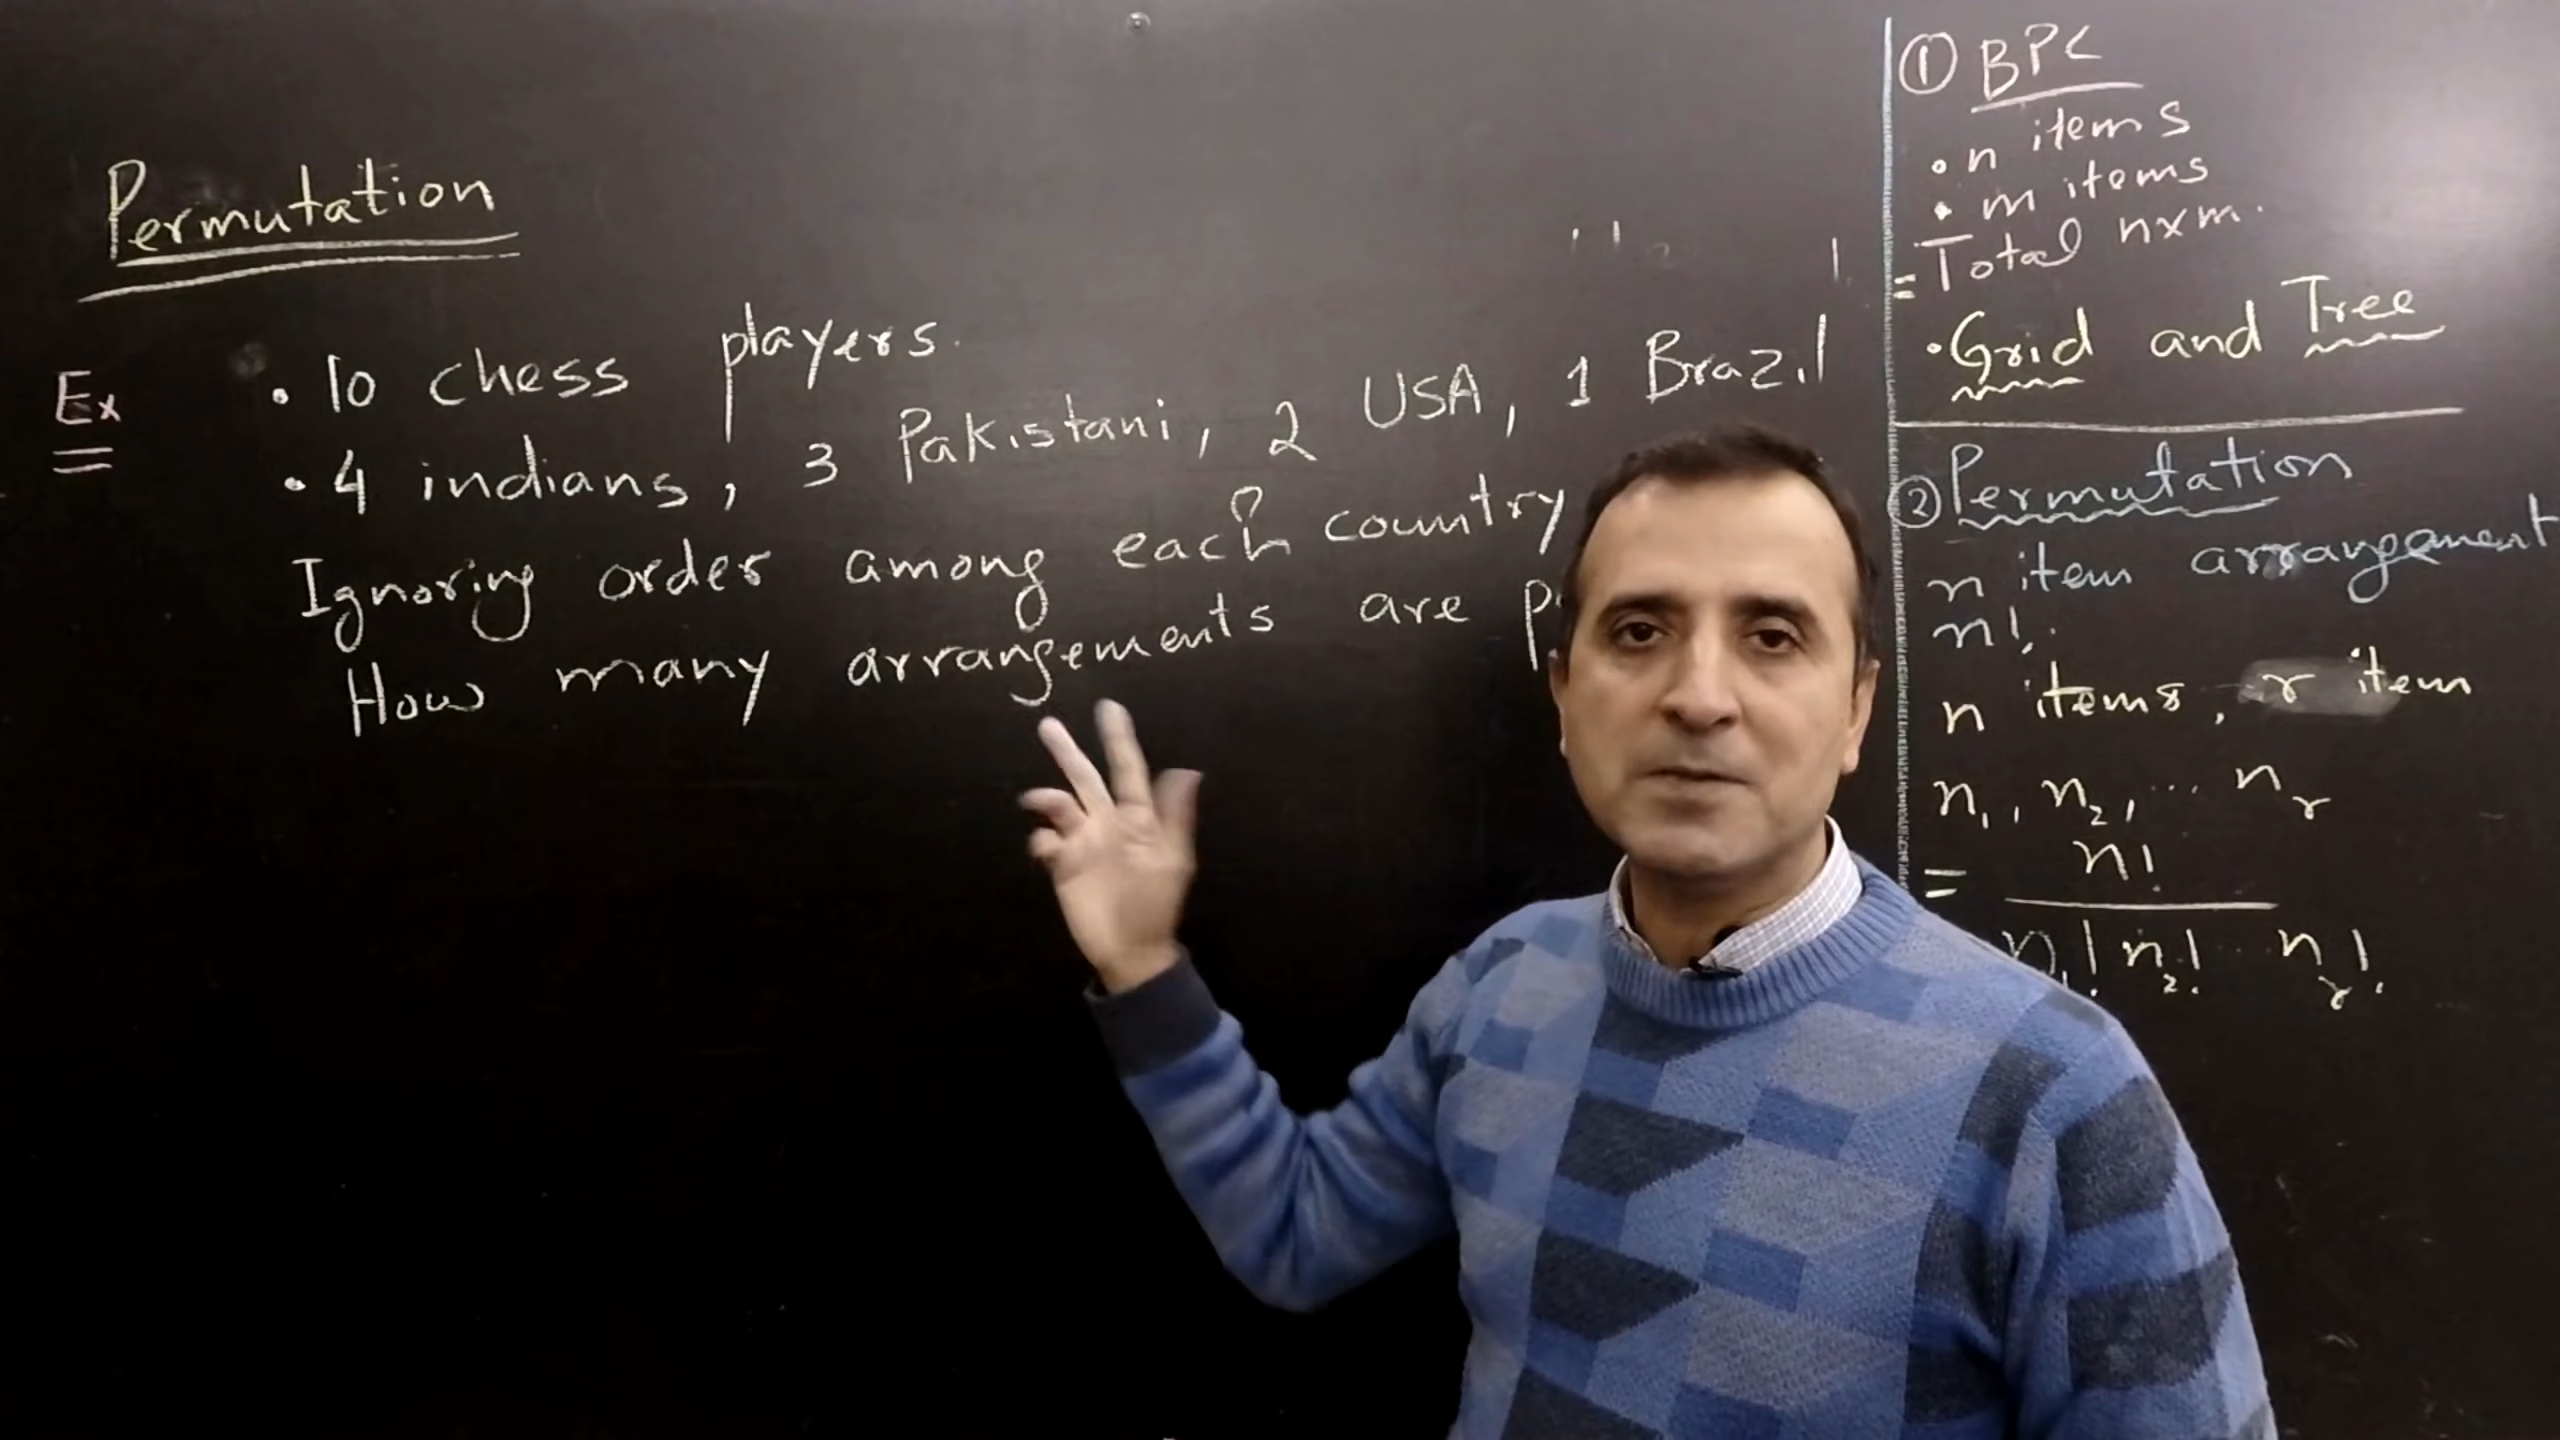 Permutation
Ex
• 10 chess players.
• 4 indians, 3 Pakistani, 2 USA, 1 Brazil
Ignoring order among each country
How many arrangements are
① BPC
• n items
• m items
= Total n×m.
• Grid and Tree
② Permutation
n item arrangement
n!.
n items, r item
n₁, n₂, ... nᵣ
= n!
n₁! n₂! .. nᵣ!